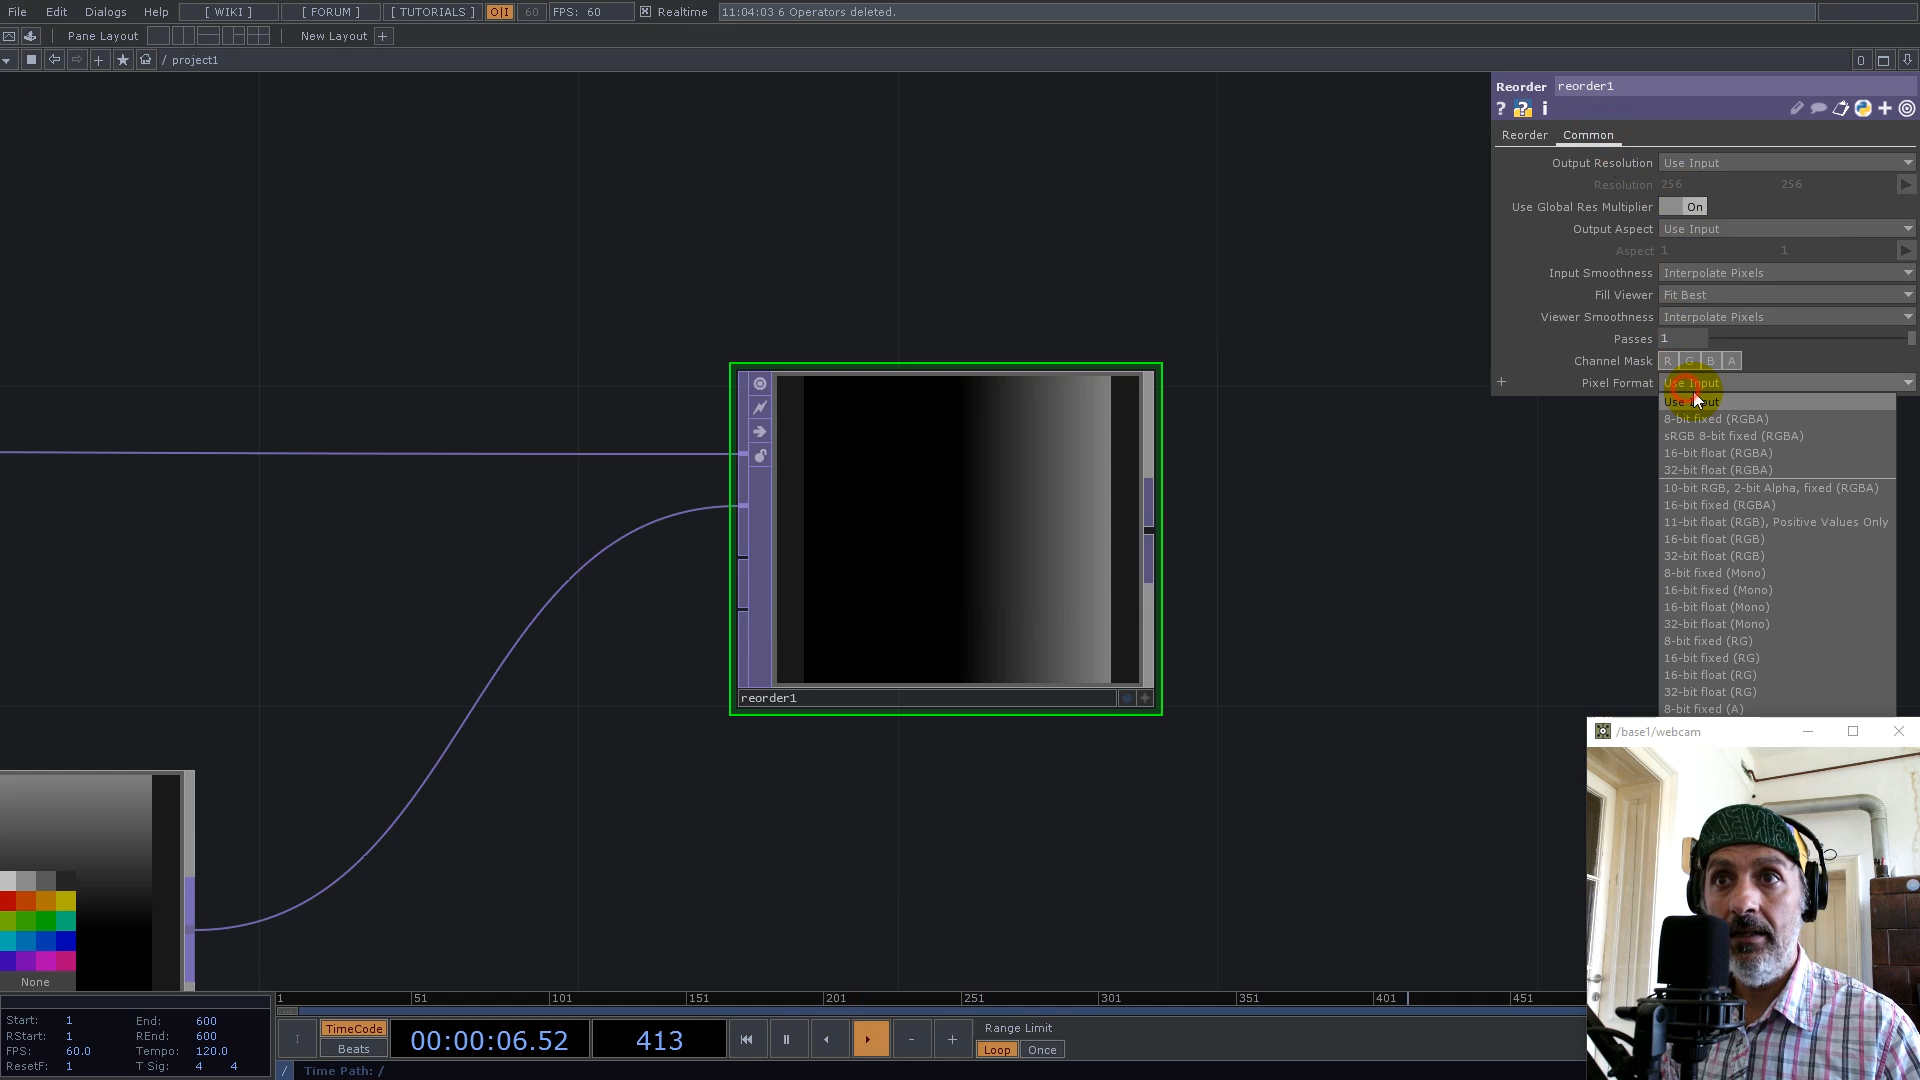 File Edit Dialogs Help [ WIKI ] [ FORUM ] [ TUTORIALS ] O|I 60 FPS: 60 Realtime 11:04:03 6 Operators deleted.
Pane Layout New Layout +
/ project1 0
Reorder reorder1
? ? i
Reorder Common
Output Resolution Use Input
Resolution 256 256
Use Global Res Multiplier On
Output Aspect Use Input
Aspect 1 1
Input Smoothness Interpolate Pixels
Fill Viewer Fit Best
Viewer Smoothness Interpolate Pixels
Passes 1
Channel Mask R G B A
+ Pixel Format Use Input
Use Input
8-bit fixed (RGBA)
sRGB 8-bit fixed (RGBA)
16-bit float (RGBA)
32-bit float (RGBA)
10-bit RGB, 2-bit Alpha, fixed (RGBA)
16-bit fixed (RGBA)
11-bit float (RGB), Positive Values Only
16-bit float (RGB)
32-bit float (RGB)
8-bit fixed (Mono)
16-bit fixed (Mono)
16-bit float (Mono)
32-bit float (Mono)
8-bit fixed (RG)
16-bit fixed (RG)
16-bit float (RG)
32-bit float (RG)
8-bit fixed (A)
reorder1
/base1/webcam
None
1 51 101 151 201 251 301 351 401 451
Start: 1 End: 600
RStart: 1 REnd: 600
FPS: 60.0 Tempo: 120.0
ResetF: 1 T Sig: 4 4
TimeCode
Beats
00:00:06.52 413
Range Limit
Loop Once
/ Time Path: /